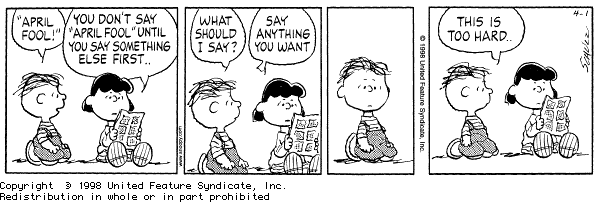 "APRIL
FOOL!"
YOU DON'T SAY
"APRIL FOOL" UNTIL
YOU SAY SOMETHING
ELSE FIRST..
WHAT
SHOULD
I SAY?
SAY
ANYTHING
YOU WANT
© 1998 United Feature Syndicate, Inc.
THIS IS
TOO HARD..
4-1
SCHULZ
Copyright © 1998 United Feature Syndicate, Inc.
Redistribution in whole or in part prohibited